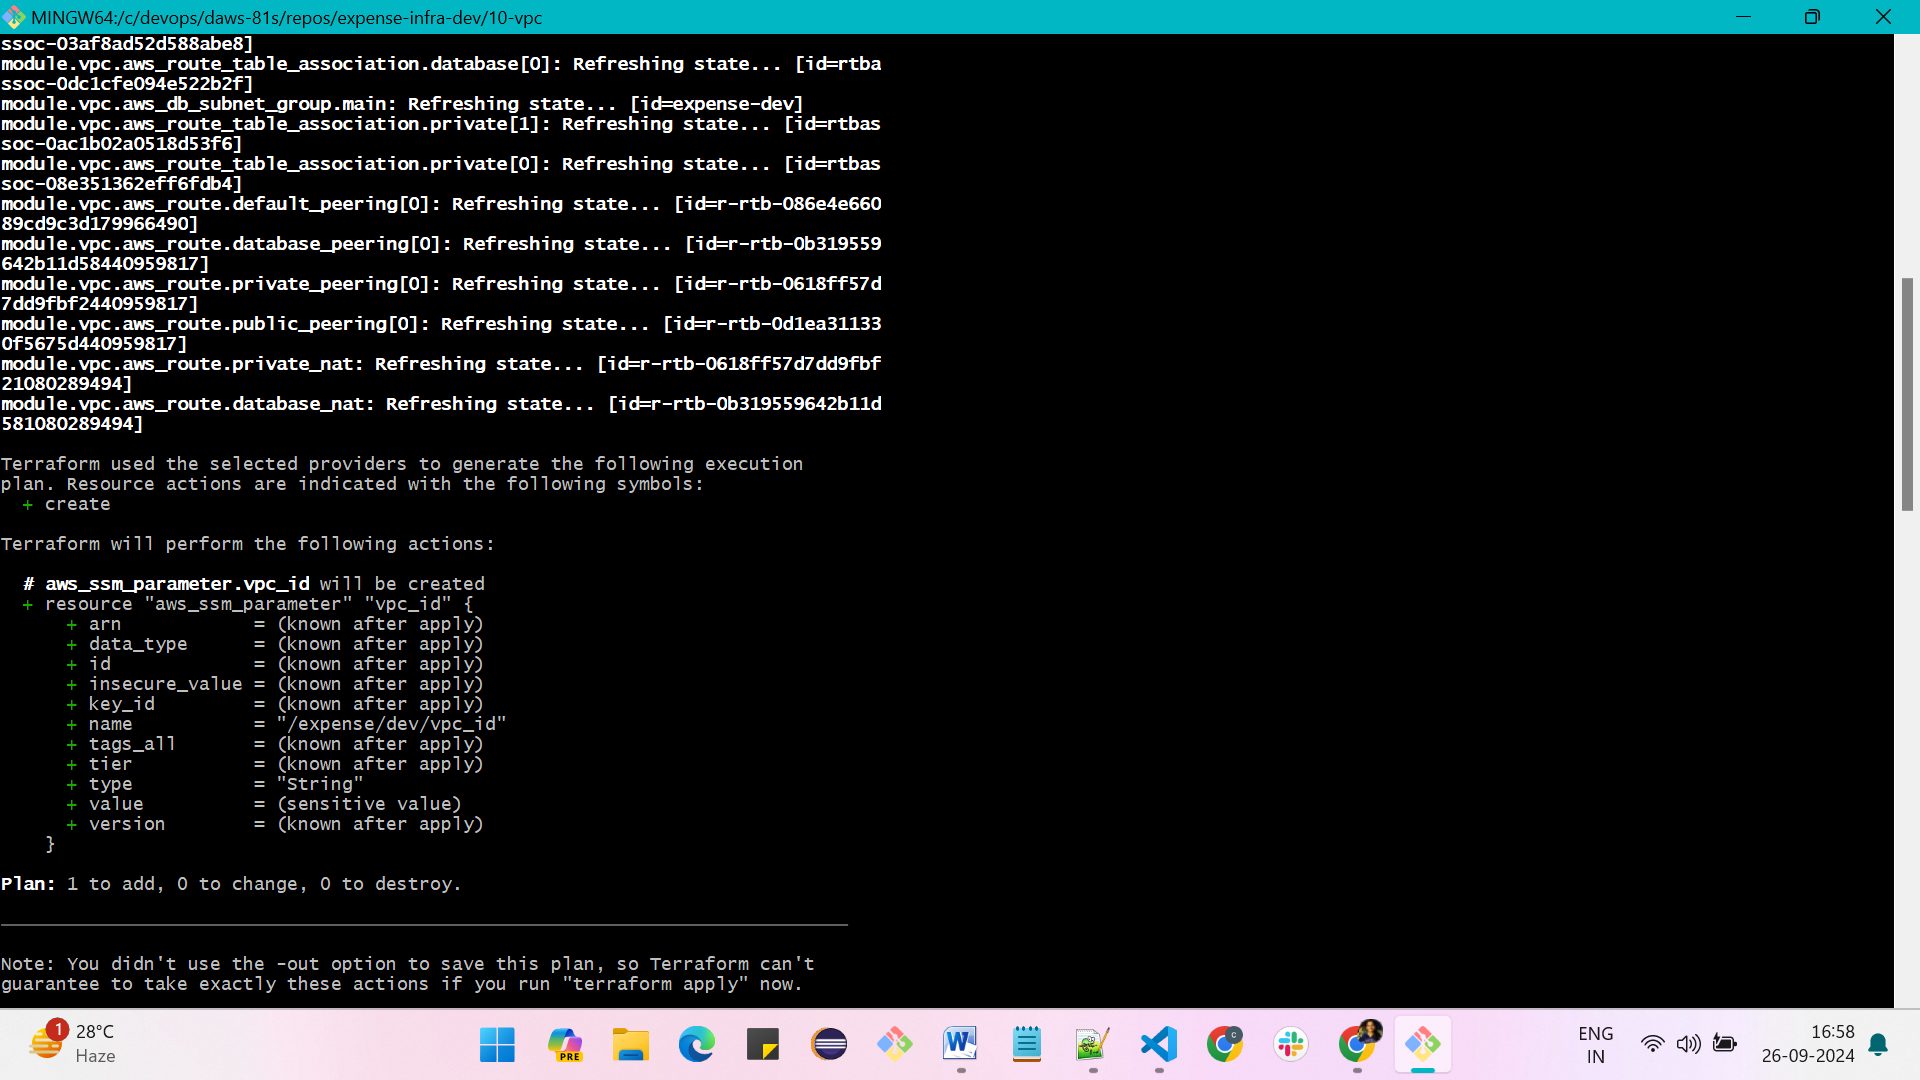 MINGW64:/c/devops/daws-81s/repos/expense-infra-dev/10-vpc
ssoc-03af8ad52d588abe8]
module.vpc.aws_route_table_association.database[0]: Refreshing state... [id=rtba
ssoc-0dc1cfe094e522b2f]
module.vpc.aws_db_subnet_group.main: Refreshing state... [id=expense-dev]
module.vpc.aws_route_table_association.private[1]: Refreshing state... [id=rtbas
soc-0ac1b02a0518d53f6]
module.vpc.aws_route_table_association.private[0]: Refreshing state... [id=rtbas
soc-08e351362eff6fdb4]
module.vpc.aws_route.default_peering[0]: Refreshing state... [id=r-rtb-086e4e660
89cd9c3d179966490]
module.vpc.aws_route.database_peering[0]: Refreshing state... [id=r-rtb-0b319559
642b11d58440959817]
module.vpc.aws_route.private_peering[0]: Refreshing state... [id=r-rtb-0618ff57d
7dd9fbf2440959817]
module.vpc.aws_route.public_peering[0]: Refreshing state... [id=r-rtb-0d1ea31133
0f5675d440959817]
module.vpc.aws_route.private_nat: Refreshing state... [id=r-rtb-0618ff57d7dd9fbf
21080289494]
module.vpc.aws_route.database_nat: Refreshing state... [id=r-rtb-0b319559642b11d
581080289494]
Terraform used the selected providers to generate the following execution
plan. Resource actions are indicated with the following symbols:
+ create
Terraform will perform the following actions:
# aws_ssm_parameter.vpc_id will be created
+ resource "aws_ssm_parameter" "vpc_id" {
+ arn            = (known after apply)
+ data_type      = (known after apply)
+ id             = (known after apply)
+ insecure_value = (known after apply)
+ key_id         = (known after apply)
+ name           = "/expense/dev/vpc_id"
+ tags_all       = (known after apply)
+ tier           = (known after apply)
+ type           = "String"
+ value          = (sensitive value)
+ version        = (known after apply)
}
Plan: 1 to add, 0 to change, 0 to destroy.
Note: You didn't use the -out option to save this plan, so Terraform can't
guarantee to take exactly these actions if you run "terraform apply" now.
1
28°C
Haze
PRE
W
C
ENG
IN
16:58
26-09-2024